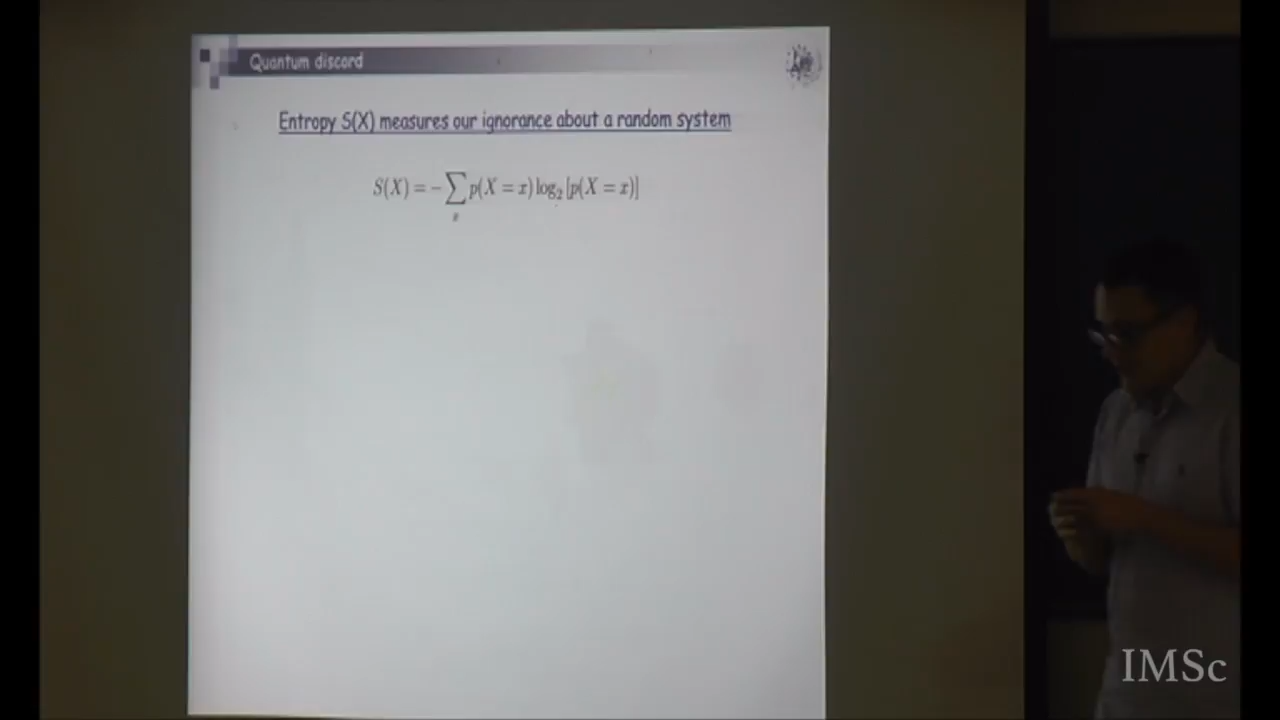 Quantum discord
Entropy S(X) measures our ignorance about a random system
S(X) = − ∑ₓ p(X = x) log₂ [p(X = x)]
IMSc